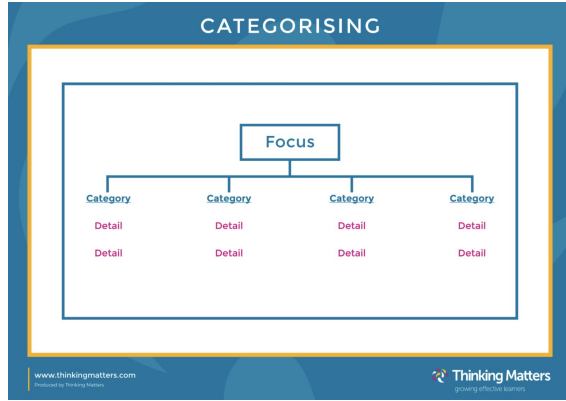 CATEGORISING
Focus
Category Category Category Category
Detail Detail Detail Detail
Detail Detail Detail Detail
www.thinkingmatters.com
Produced by Thinking Matters
Thinking Matters
growing effective learners